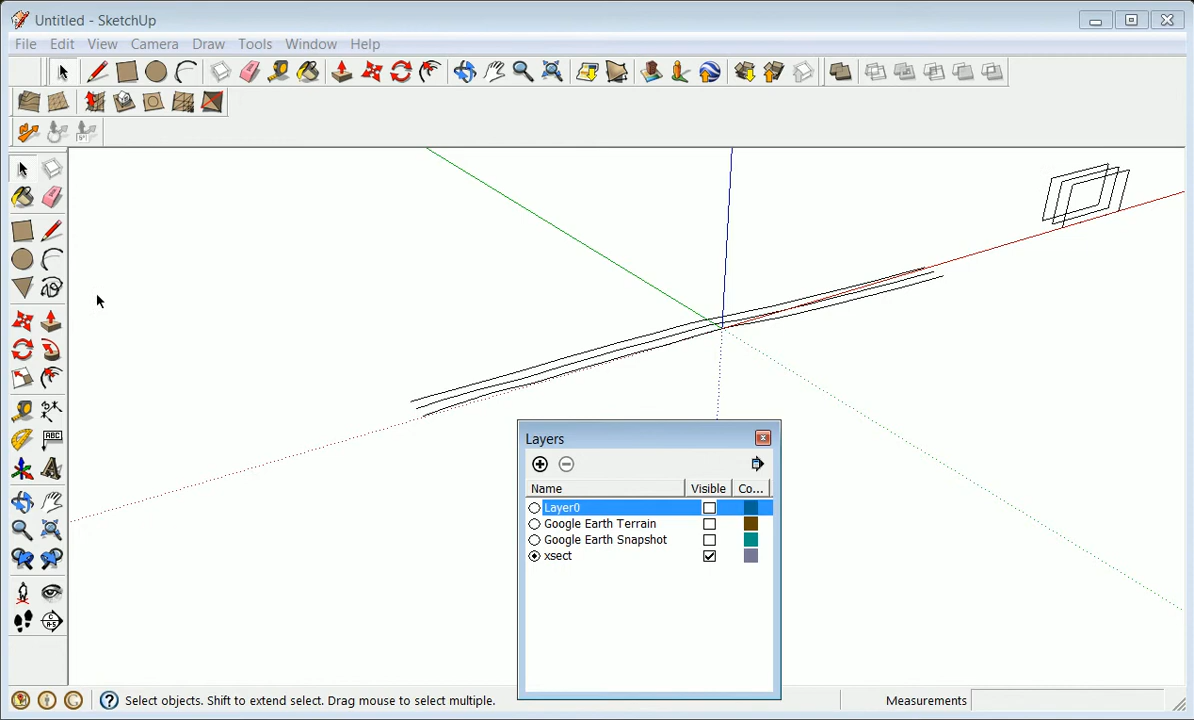 Untitled - SketchUp
File Edit View Camera Draw Tools Window Help
Layers
Name Visible Co...
Layer0
Google Earth Terrain
Google Earth Snapshot
xsect
ABC
Select objects. Shift to extend select. Drag mouse to select multiple.
Measurements